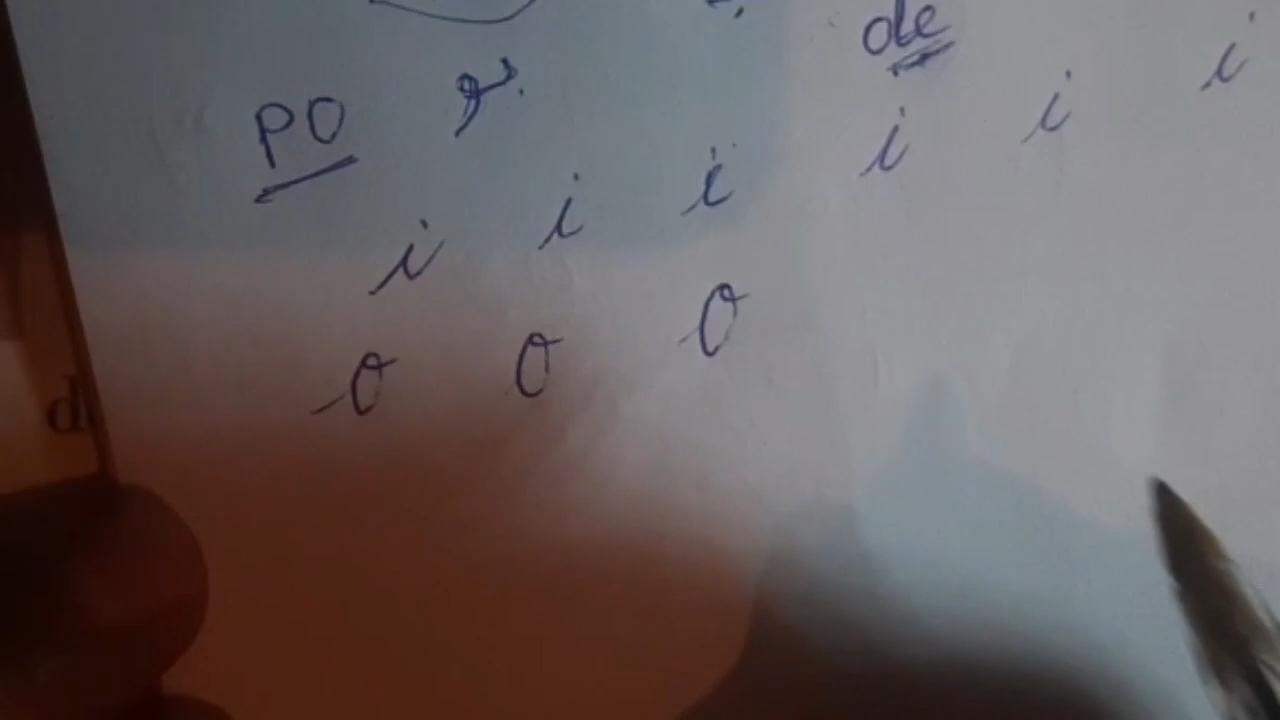 de
PO
i i i i i i
o o o